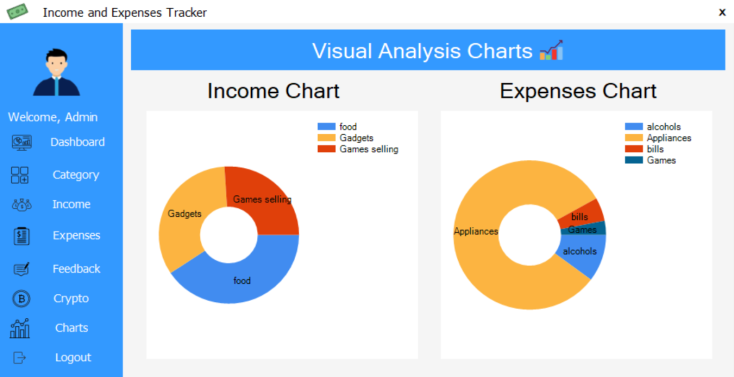 Income and Expenses Tracker
x
Visual Analysis Charts
Welcome, Admin
Dashboard
Category
Income
Expenses
Feedback
Crypto
Charts
Logout
Income Chart
food
Gadgets
Games selling
Games selling
Gadgets
food
Expenses Chart
alcohols
Appliances
bills
Games
bills
Games
Appliances
alcohols